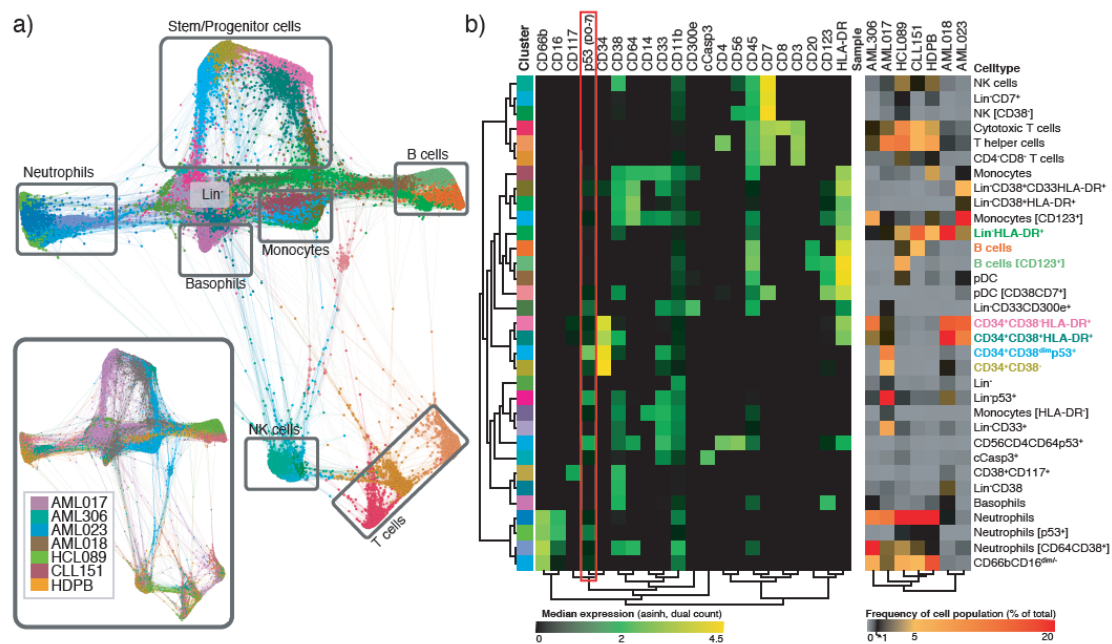 a)
Stem/Progenitor cells
Neutrophils
B cells
Lin⁻
Monocytes
Basophils
NK cells
T cells
AML017
AML306
AML023
AML018
HCL089
CLL151
HDPB
b)
Cluster
CD66b
CD16
CD117
p53 (DO-7)
CD34
CD38
CD64
CD14
CD33
CD11b
CD300e
cCasp3
CD4
CD56
CD45
CD7
CD8
CD3
CD20
CD123
HLA-DR
Sample
AML306
AML017
HCL089
CLL151
HDPB
AML018
AML023
Celltype
NK cells
Lin⁻CD7⁺
NK [CD38⁻]
Cytotoxic T cells
T helper cells
CD4⁻CD8⁻ T cells
Monocytes
Lin⁻CD38⁺CD33HLA-DR⁺
Lin⁻CD38⁺HLA-DR⁺
Monocytes [CD123⁺]
Lin⁻HLA-DR⁺
B cells
B cells [CD123⁺]
pDC
pDC [CD38CD7⁺]
Lin⁻CD33CD300e⁺
CD34⁺CD38⁻HLA-DR⁺
CD34⁺CD38⁺HLA-DR⁺
CD34⁺CD38ᵈⁱᵐp53⁺
CD34⁺CD38⁻
Lin⁻
Lin⁻p53⁺
Monocytes [HLA-DR⁻]
Lin⁻CD33⁺
CD56CD4CD64p53⁺
cCasp3⁺
CD38⁺CD117⁺
Lin⁻CD38
Basophils
Neutrophils
Neutrophils [p53⁺]
Neutrophils [CD64CD38⁺]
CD66bCD16ᵈⁱᵐ/⁻
Median expression (asinh, dual count)
0 2 4.5
Frequency of cell population (% of total)
0 1 5 20